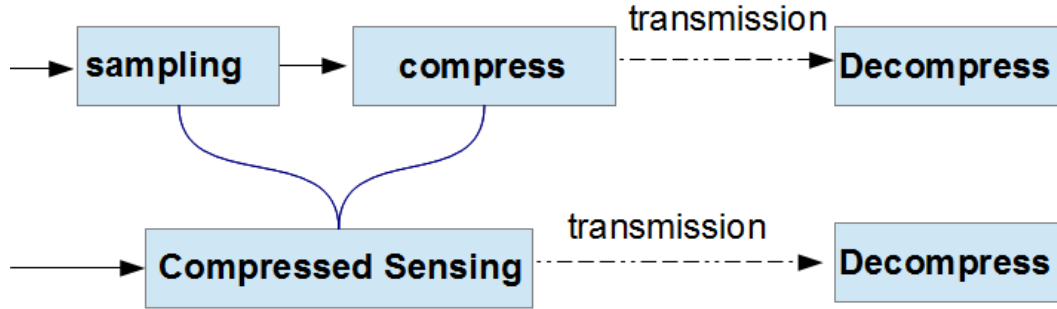 transmission
sampling
compress
Decompress
transmission
Compressed Sensing
Decompress